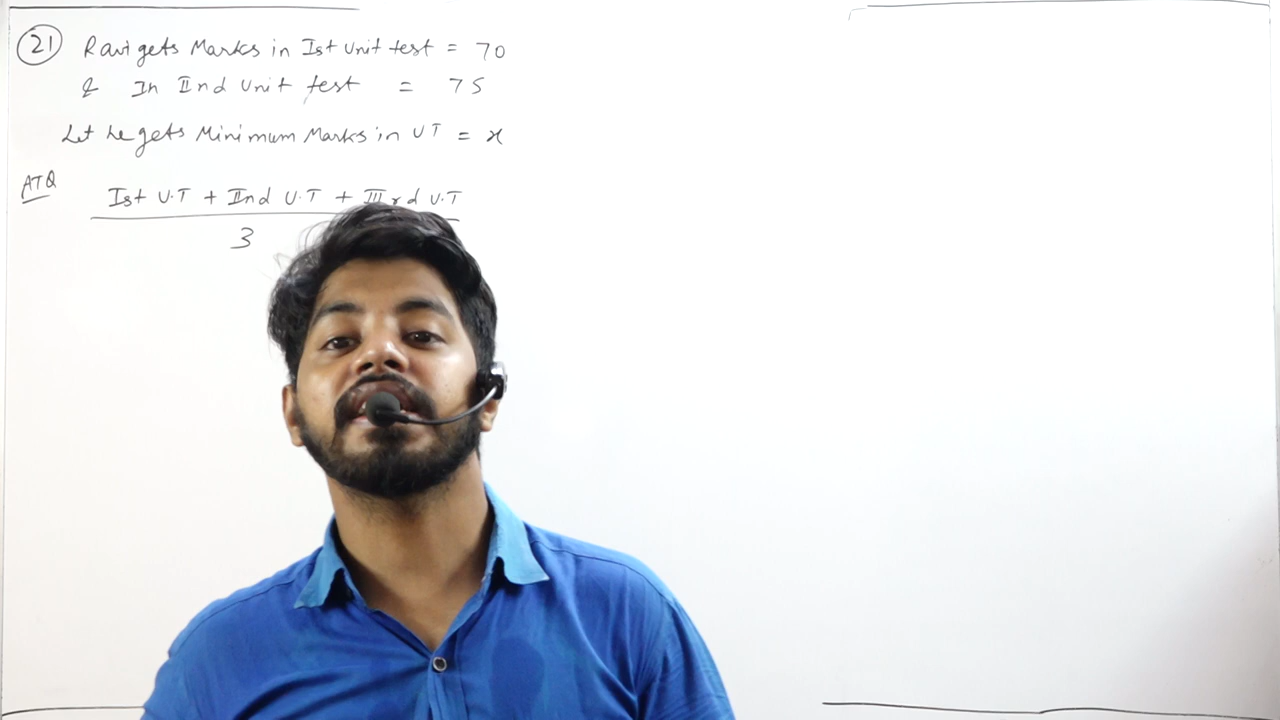 21 Ravi gets Marks in Ist Unit test = 70
& In IInd Unit test = 75
Let he gets Minimum Marks in UT = x
ATQ
Ist U.T + IInd U.T + IIIrd U.T
3